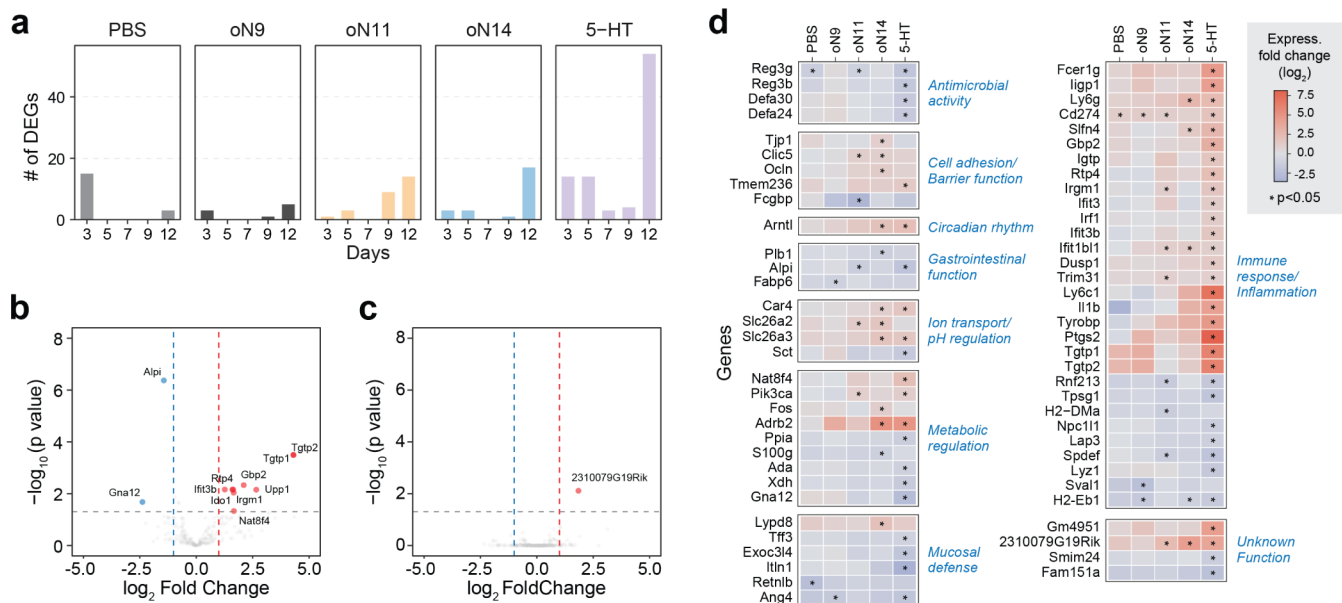 a
PBS
oN9
oN11
oN14
5−HT
# of DEGs
40
20
0
3 5 7 9 12
3 5 7 9 12
3 5 7 9 12
3 5 7 9 12
3 5 7 9 12
Days
b
−log10 (p value)
8
6
4
2
0
Alpi
Tgtp2
Tgtp1
Rtp4
Gbp2
Ifit3b
Upp1
Ido1
Irgm1
Gna12
Nat8f4
-5.0 -2.5 0.0 2.5 5.0
log2 Fold Change
c
−log10 (p value)
8
6
4
2
0
2310079G19Rik
-5.0 -2.5 0.0 2.5 5.0
log2 FoldChange
d
Genes
PBS
oN9
oN11
oN14
5-HT
Reg3g * * *
Reg3b *
Defa30 *
Defa24 *
Antimicrobial
activity
Tjp1 *
Clic5 * *
Ocln *
Tmem236 *
Fcgbp *
Cell adhesion/
Barrier function
Arntl * *
Circadian rhythm
Plb1 *
Alpi * *
Fabp6 *
Gastrointestinal
function
Car4 * *
Slc26a2 * *
Slc26a3 * *
Sct *
Ion transport/
pH regulation
Nat8f4 *
Pik3ca * *
Fos *
Adrb2 * *
Ppia *
S100g *
Ada *
Xdh *
Gna12 *
Metabolic
regulation
Lypd8 *
Tff3 *
Exoc3l4 *
Itln1 *
Retnlb *
Ang4 * *
Mucosal
defense
PBS
oN9
oN11
oN14
5-HT
Fcer1g *
Iigp1 *
Ly6g * *
Cd274 * * * *
Slfn4 * *
Gbp2 *
Igtp *
Rtp4 *
Irgm1 * *
Ifit3 *
Irf1 *
Ifit3b *
Ifit1bl1 * * *
Dusp1 *
Trim31 * *
Ly6c1 *
Il1b *
Tyrobp *
Ptgs2 *
Tgtp1 *
Tgtp2 *
Rnf213 * *
Tpsg1 *
H2−DMa *
Npc1l1 *
Lap3 *
Spdef * *
Lyz1 *
Sval1 *
H2−Eb1 * * *
Immune
response/
Inflammation
Gm4951 *
2310079G19Rik * * *
Smim24 *
Fam151a *
Unknown
Function
Express.
fold change
(log2)
7.5
5.0
2.5
0
-2.5
* p<0.05